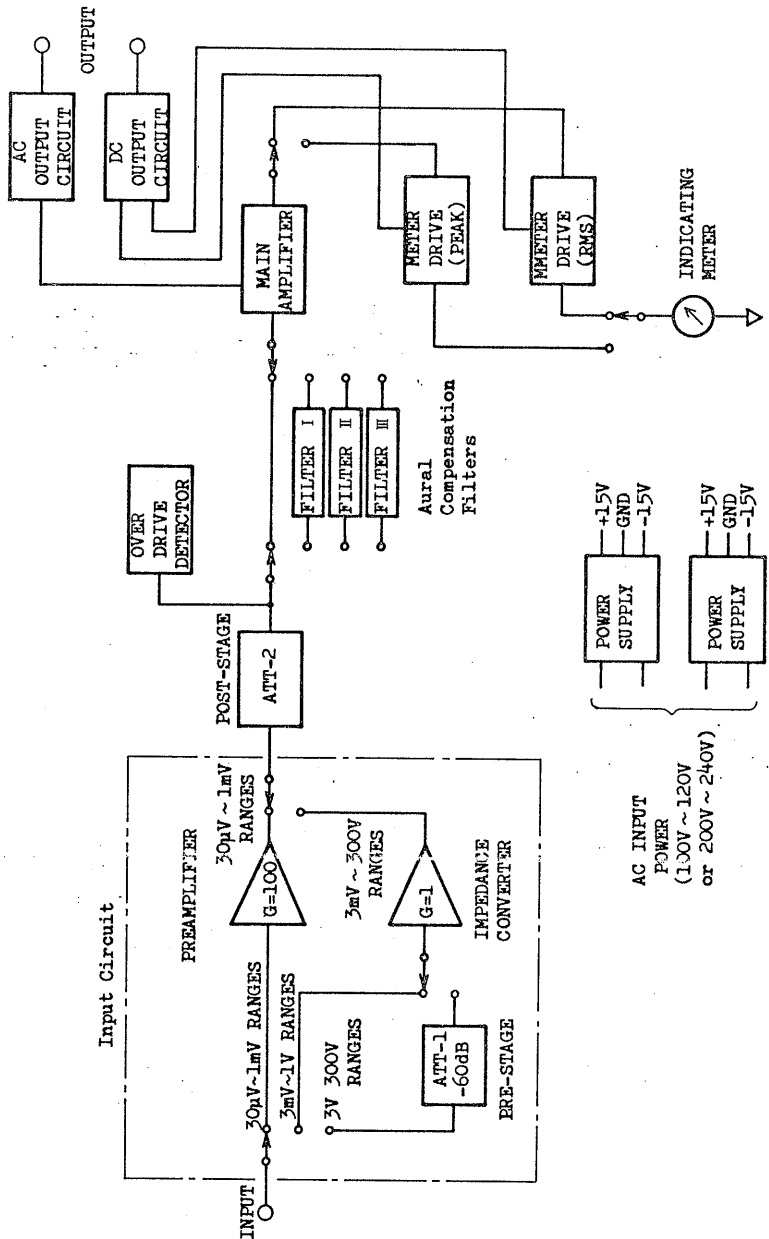 Input Circuit
INPUT
30µV~1mV RANGES
3mV~1V RANGES
3V 300V
RANGES
ATT-1
-60dB
PRE-STAGE
PREAMPLIFIER
G=100
30µV~1mV
RANGES
3mV~300V
RANGES
G=1
IMPEDANCE
CONVERTER
POST-STAGE
ATT-2
OVER
DRIVE
DETECTOR
FILTER I
FILTER II
FILTER III
Aural
Compensation
Filters
MAIN
AMPLIFIER
AC
OUTPUT
CIRCUIT
DC
OUTPUT
CIRCUIT
OUTPUT
METER
DRIVE
(PEAK)
MMETER
DRIVE
(RMS)
INDICATING
METER
AC INPUT
POWER
(100V~120V
or 200V~240V)
POWER
SUPPLY
+15V
GND
-15V
POWER
SUPPLY
+15V
GND
-15V